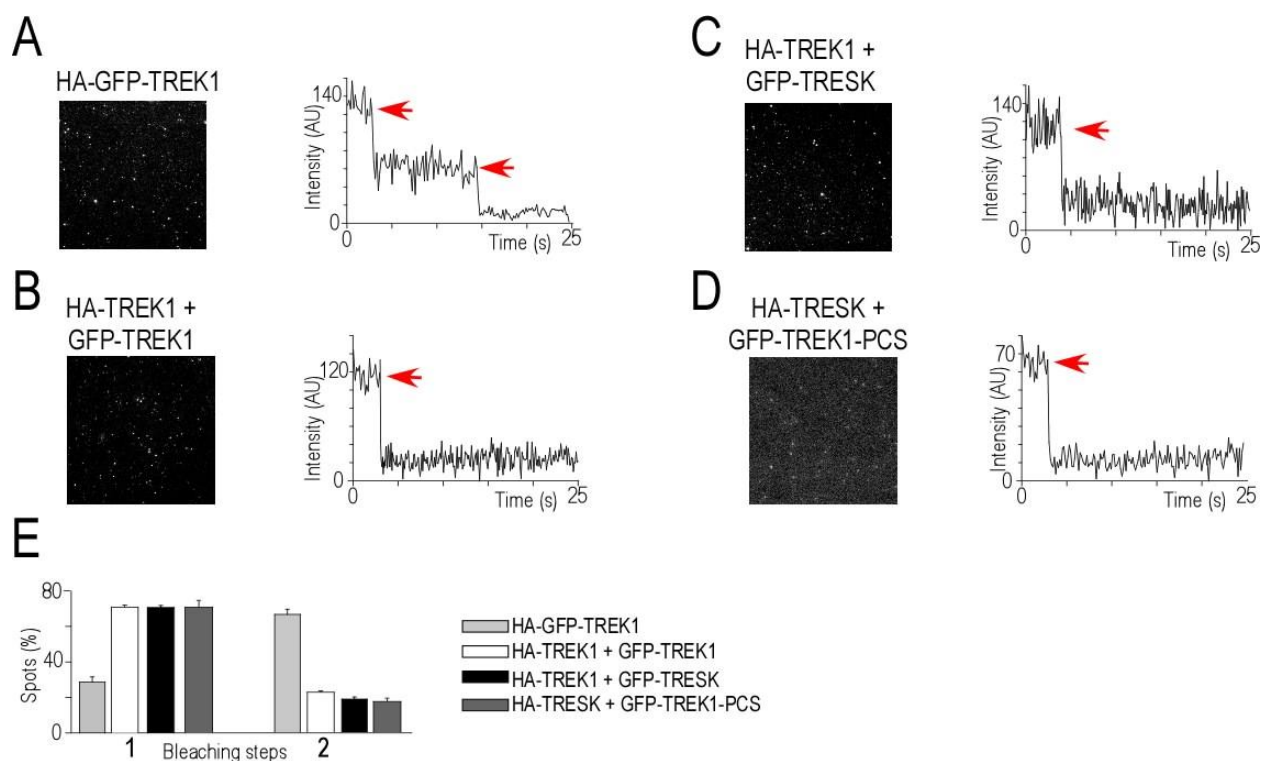 A
HA-GFP-TREK1
Intensity (AU)
140
0
0
Time (s)
25
B
HA-TREK1 +
GFP-TREK1
Intensity (AU)
120
0
0
Time (s)
25
C
HA-TREK1 +
GFP-TRESK
Intensity (AU)
140
0
0
Time (s)
25
D
HA-TRESK +
GFP-TREK1-PCS
Intensity (AU)
70
0
0
Time (s)
25
E
Spots (%)
80
40
0
1 Bleaching steps 2
HA-GFP-TREK1
HA-TREK1 + GFP-TREK1
HA-TREK1 + GFP-TRESK
HA-TRESK + GFP-TREK1-PCS